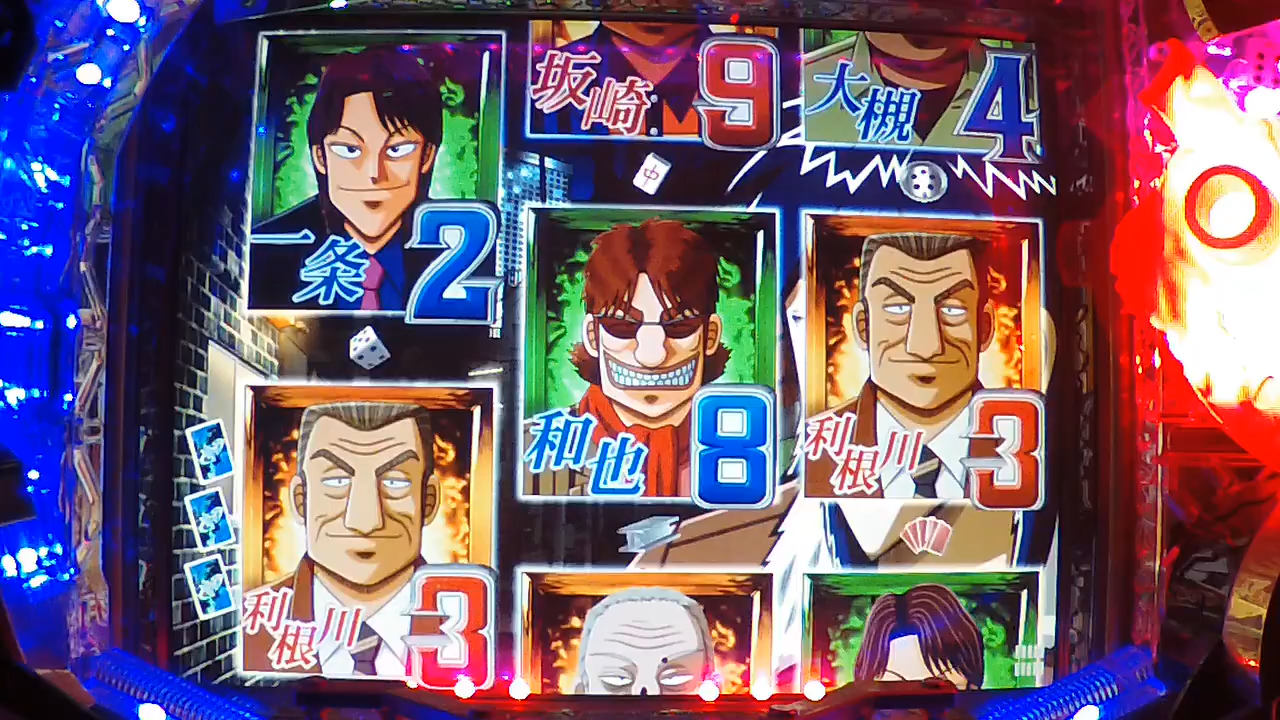 坂崎 9
大槻 4
中
一条 2
和也 8
利根川 3
利根川 3